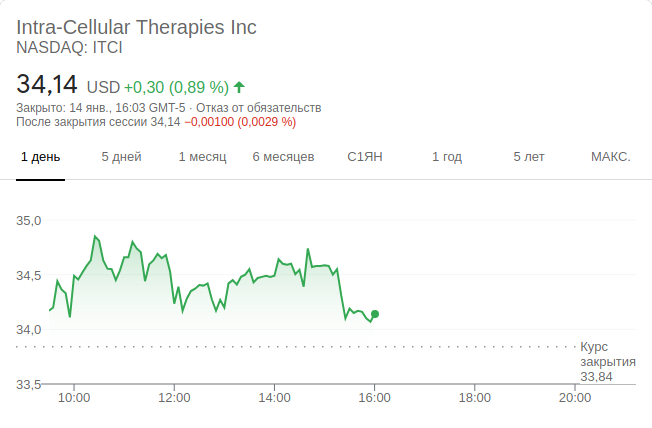 Intra-Cellular Therapies Inc
NASDAQ: ITCI
34,14 USD +0,30 (0,89 %)
Закрыто: 14 янв., 16:03 GMT-5 · Отказ от обязательств
После закрытия сессии 34,14 −0,00100 (0,0029 %)
1 день 5 дней 1 месяц 6 месяцев С1ЯН 1 год 5 лет МАКС.
35,0
34,5
34,0
Курс
закрытия
33,84
33,5
10:00 12:00 14:00 16:00 18:00 20:00